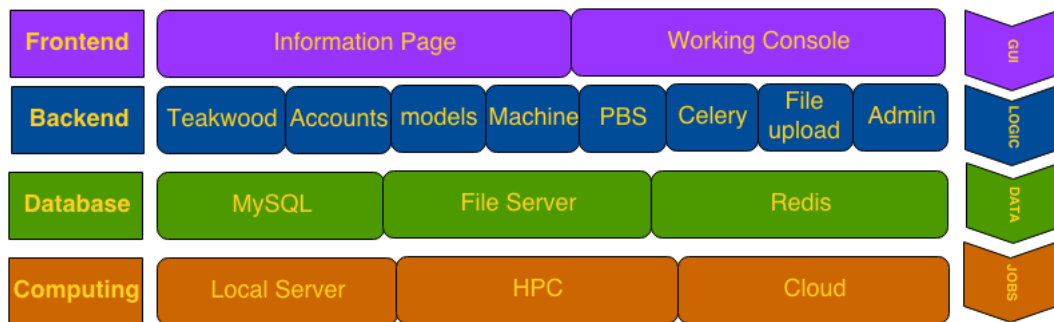 Frontend
Information Page
Working Console
GUI
Backend
Teakwood
Accounts
models
Machine
PBS
Celery
File
upload
Admin
LOGIC
Database
MySQL
File Server
Redis
DATA
Computing
Local Server
HPC
Cloud
JOBS